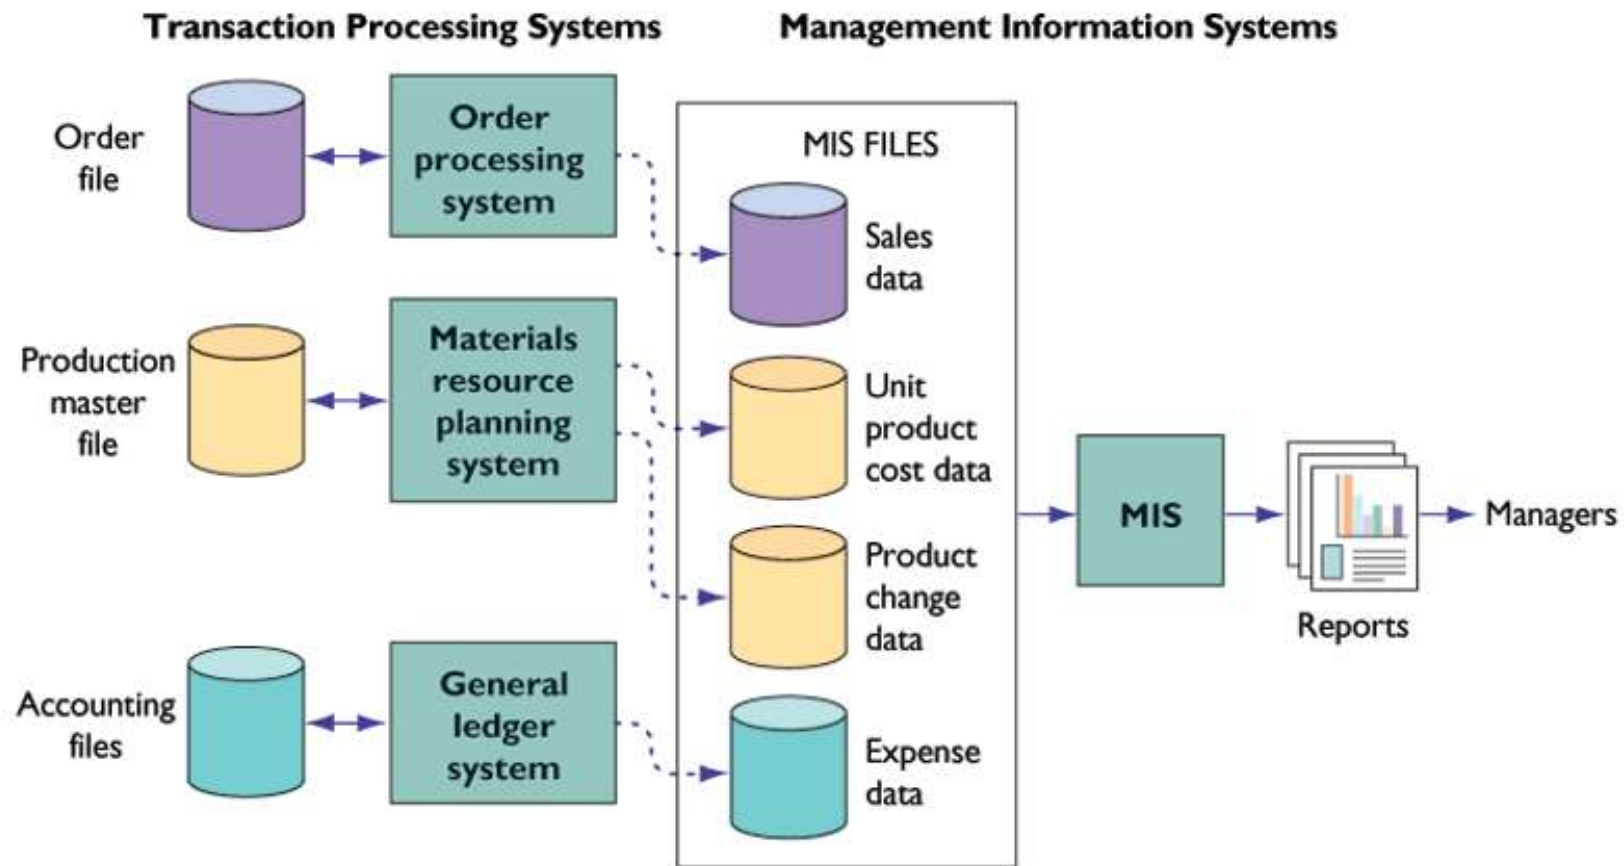 Transaction Processing Systems
Management Information Systems
Order
file
Order
processing
system
MIS FILES
Sales
data
Production
master
file
Materials
resource
planning
system
Unit
product
cost data
Product
change
data
MIS
Reports
Managers
Accounting
files
General
ledger
system
Expense
data